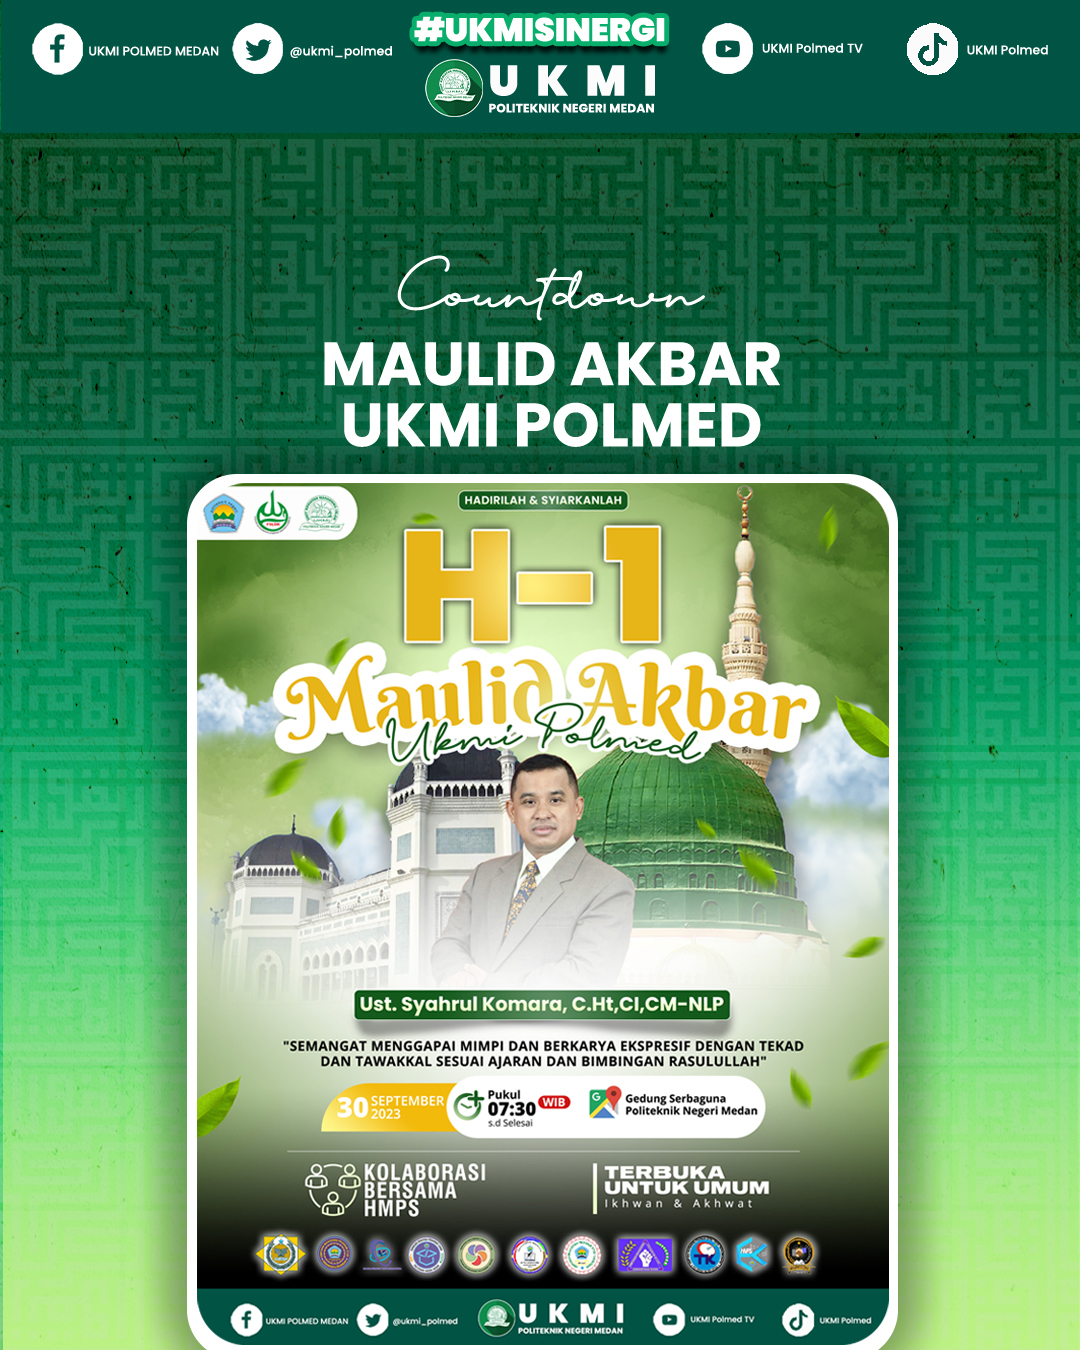 #UKMISINERGI
UKMI POLMED MEDAN
@ukmi_polmed
UKMI
POLITEKNIK NEGERI MEDAN
UKMI Polmed TV
UKMI Polmed
Countdown
MAULID AKBAR
UKMI POLMED
HADIRILAH & SYIARKANLAH
H-1
Maulid Akbar
Ukmi Polmed
Ust. Syahrul Komara, C.Ht,CI,CM-NLP
"SEMANGAT MENGGAPAI MIMPI DAN BERKARYA EKSPRESIF DENGAN TEKAD
DAN TAWAKKAL SESUAI AJARAN DAN BIMBINGAN RASULULLAH"
30 SEPTEMBER
2023
Pukul
07:30 WIB
s.d Selesai
Gedung Serbaguna
Politeknik Negeri Medan
KOLABORASI
BERSAMA
HMPS
TERBUKA
UNTUK UMUM
Ikhwan & Akhwat
UKMI POLMED MEDAN
@ukmi_polmed
UKMI
POLITEKNIK NEGERI MEDAN
UKMI Polmed TV
UKMI Polmed